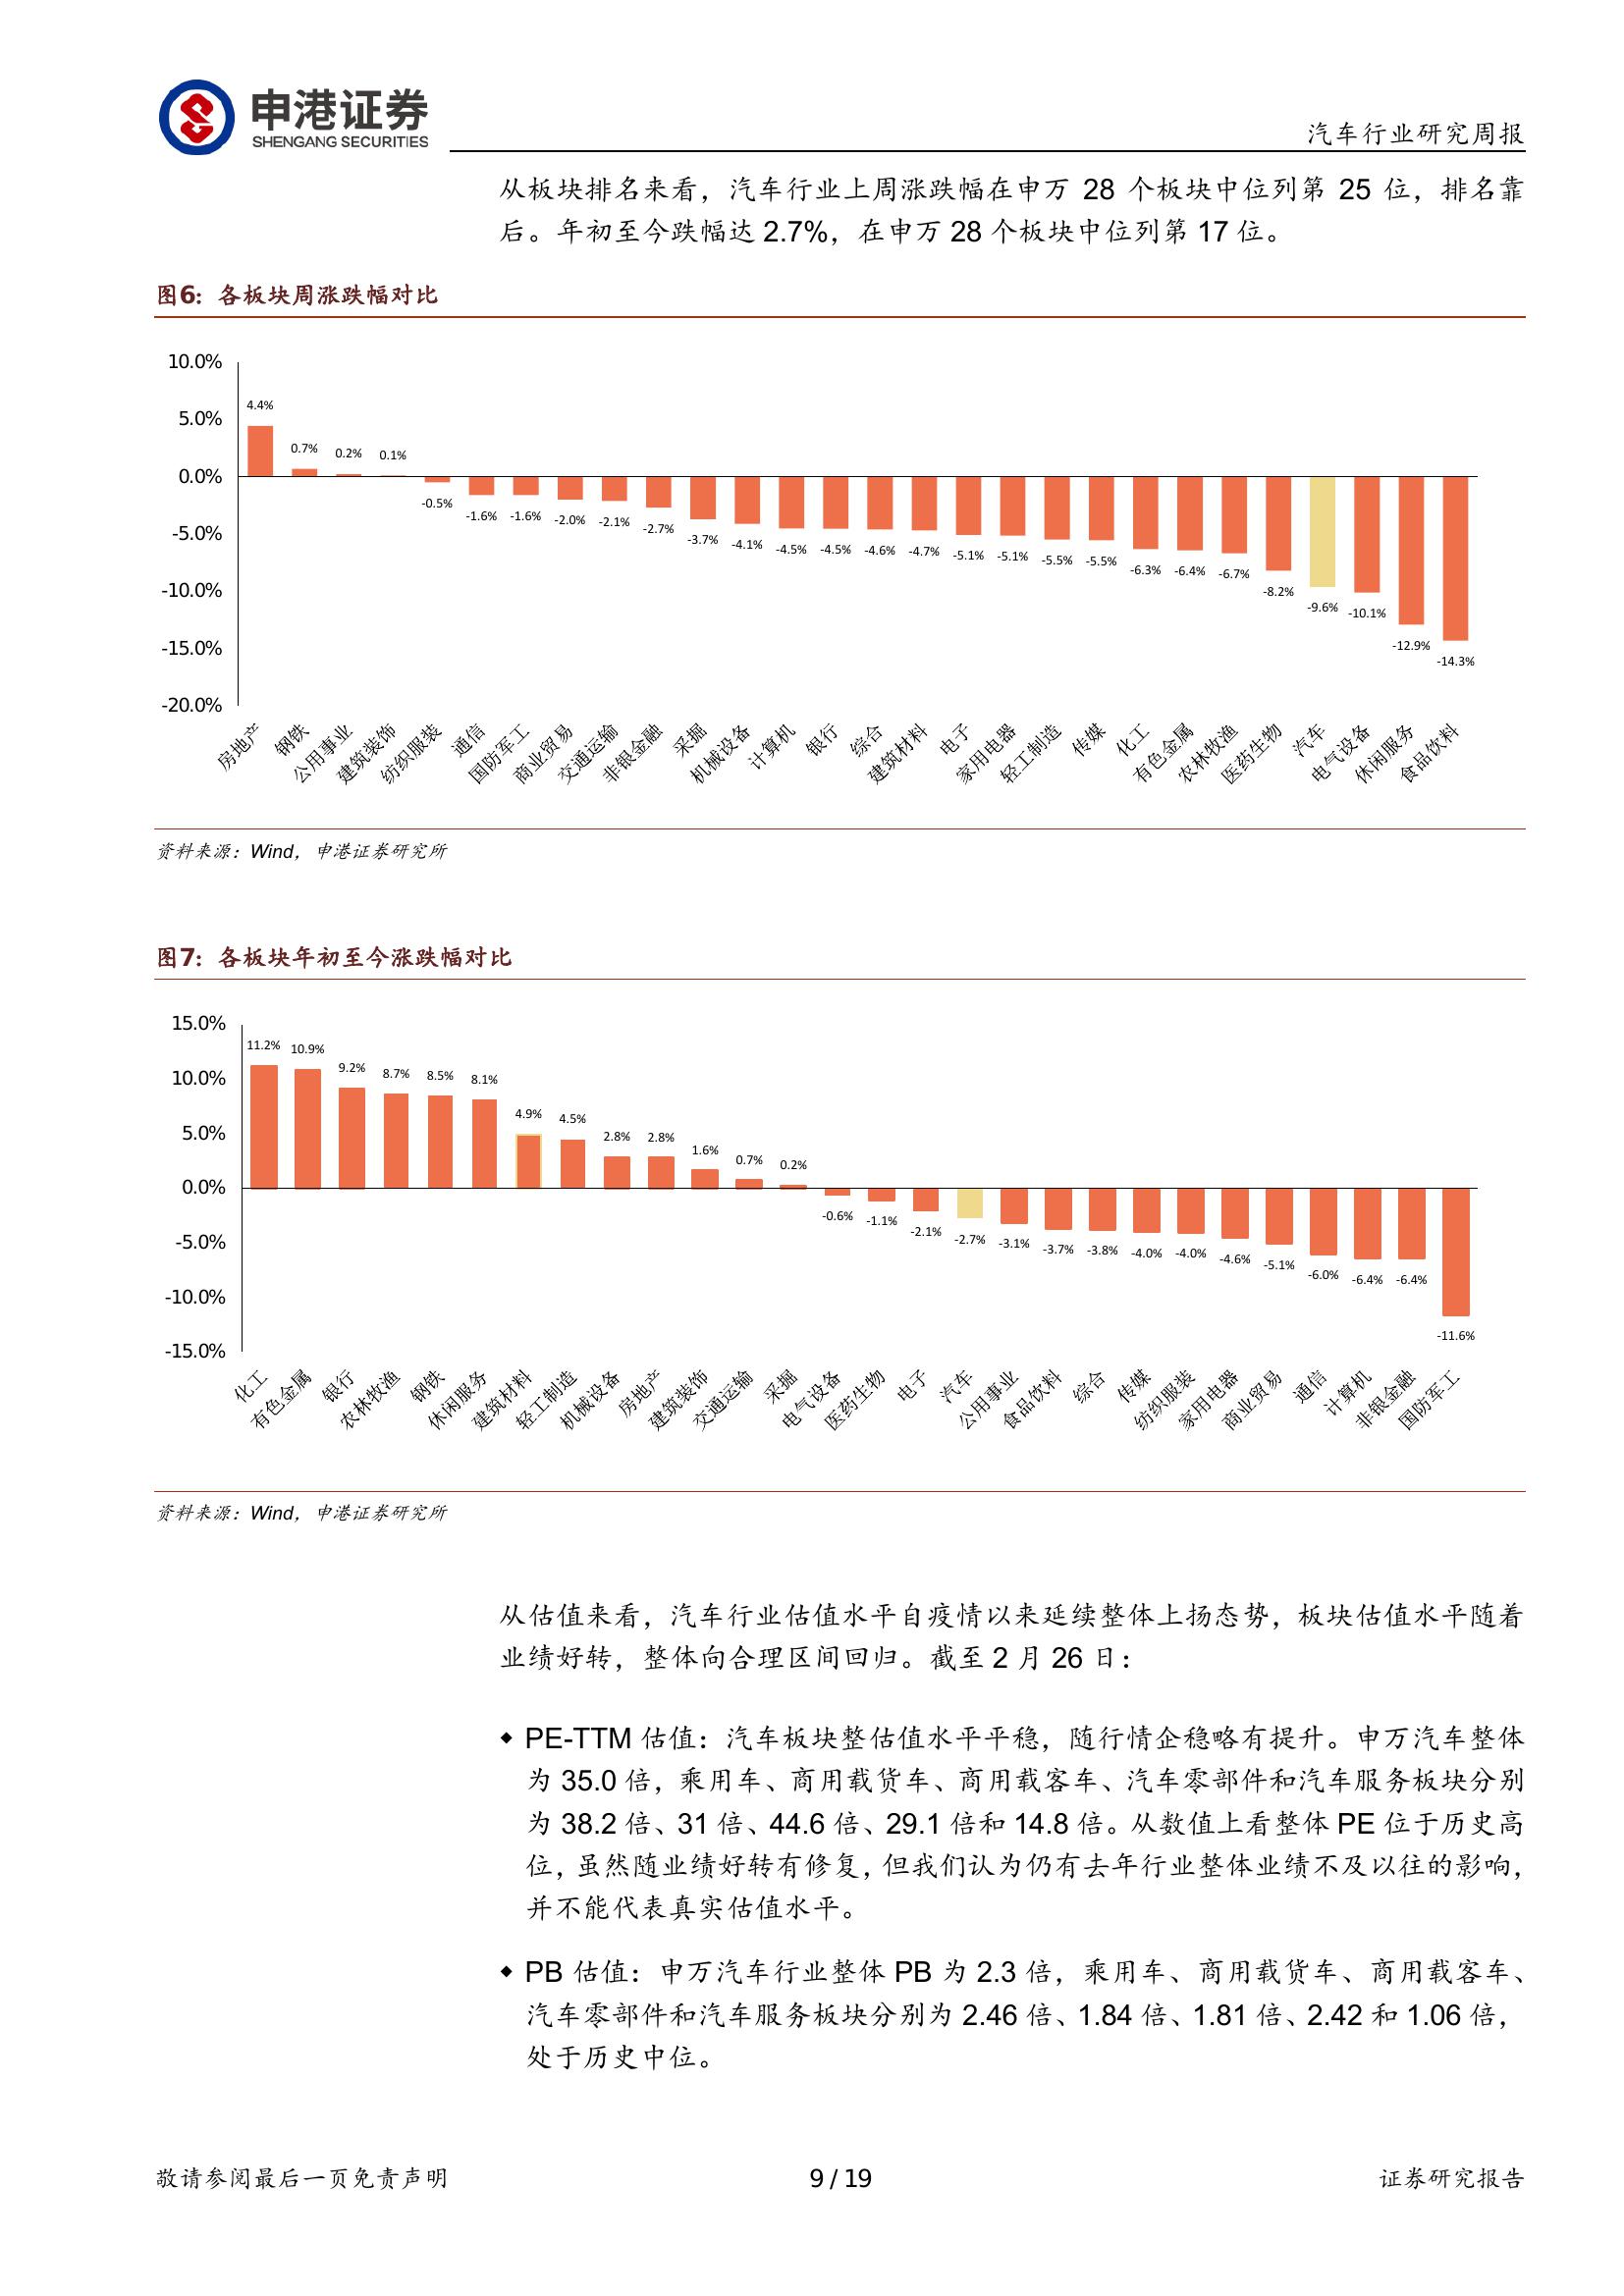 申港证券
SHENGANG SECURITIES
汽车行业研究周报
从板块排名来看，汽车行业上周涨跌幅在申万 28 个板块中位列第 25 位，排名靠
后。年初至今跌幅达 2.7%，在申万 28 个板块中位列第 17 位。
图6：各板块周涨跌幅对比
10.0%
5.0%
0.0%
-5.0%
-10.0%
-15.0%
-20.0%
4.4% 0.7% 0.2% 0.1% -0.5% -1.6% -1.6% -2.0% -2.1% -2.7% -3.7% -4.1% -4.5% -4.5% -4.6% -4.7% -5.1% -5.1% -5.5% -5.5% -6.3% -6.4% -6.7% -8.2% -9.6% -10.1% -12.9% -14.3%
房地产 钢铁 公用事业 建筑装饰 纺织服装 通信 国防军工 商业贸易 交通运输 非银金融 采掘 机械设备 计算机 银行 综合 建筑材料 电子 家用电器 轻工制造 传媒 化工 有色金属 农林牧渔 医药生物 汽车 电气设备 休闲服务 食品饮料
资料来源：Wind，申港证券研究所
图7：各板块年初至今涨跌幅对比
15.0%
10.0%
5.0%
0.0%
-5.0%
-10.0%
-15.0%
11.2% 10.9% 9.2% 8.7% 8.5% 8.1% 4.9% 4.5% 2.8% 2.8% 1.6% 0.7% 0.2% -0.6% -1.1% -2.1% -2.7% -3.1% -3.7% -3.8% -4.0% -4.0% -4.6% -5.1% -6.0% -6.4% -6.4% -11.6%
化工 有色金属 银行 农林牧渔 钢铁 休闲服务 建筑材料 轻工制造 机械设备 房地产 建筑装饰 交通运输 采掘 电气设备 医药生物 电子 汽车 公用事业 食品饮料 综合 传媒 纺织服装 家用电器 商业贸易 通信 计算机 非银金融 国防军工
资料来源：Wind，申港证券研究所
从估值来看，汽车行业估值水平自疫情以来延续整体上扬态势，板块估值水平随着
业绩好转，整体向合理区间回归。截至 2 月 26 日：
◆ PE-TTM 估值：汽车板块整估值水平平稳，随行情企稳略有提升。申万汽车整体
为 35.0 倍，乘用车、商用载货车、商用载客车、汽车零部件和汽车服务板块分别
为 38.2 倍、31 倍、44.6 倍、29.1 倍和 14.8 倍。从数值上看整体 PE 位于历史高
位，虽然随业绩好转有修复，但我们认为仍有去年行业整体业绩不及以往的影响，
并不能代表真实估值水平。
◆ PB 估值：申万汽车行业整体 PB 为 2.3 倍，乘用车、商用载货车、商用载客车、
汽车零部件和汽车服务板块分别为 2.46 倍、1.84 倍、1.81 倍、2.42 和 1.06 倍，
处于历史中位。
敬请参阅最后一页免责声明
9 / 19
证券研究报告